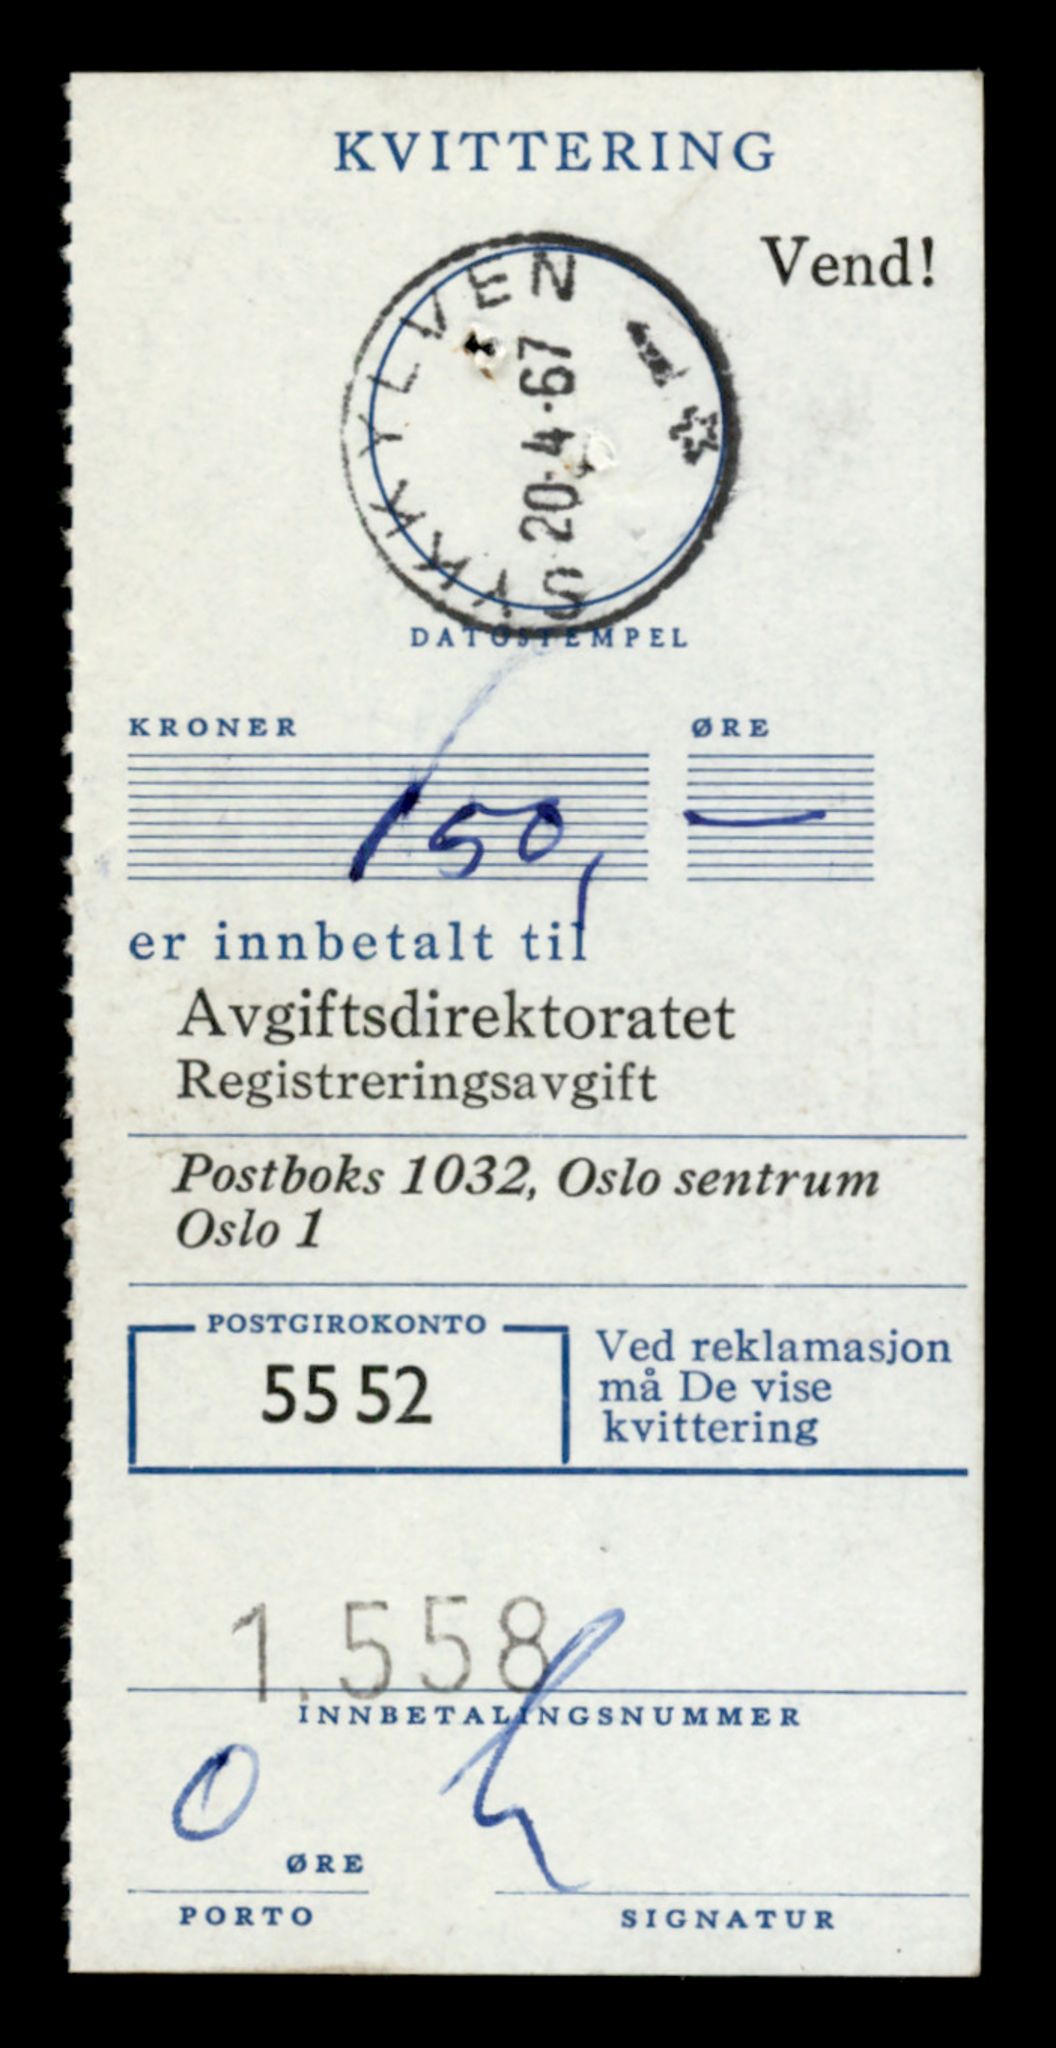 KVITTERING
Vend!
SYKKYLVEN
20.4.67
DATOSTEMPEL
KRONER ØRE
150, —
er innbetalt til
Avgiftsdirektoratet
Registreringsavgift
Postboks 1032, Oslo sentrum
Oslo 1
POSTGIROKONTO
55 52
Ved reklamasjon
må De vise
kvittering
1.558
INNBETALINGSNUMMER
0
ØRE
PORTO SIGNATUR